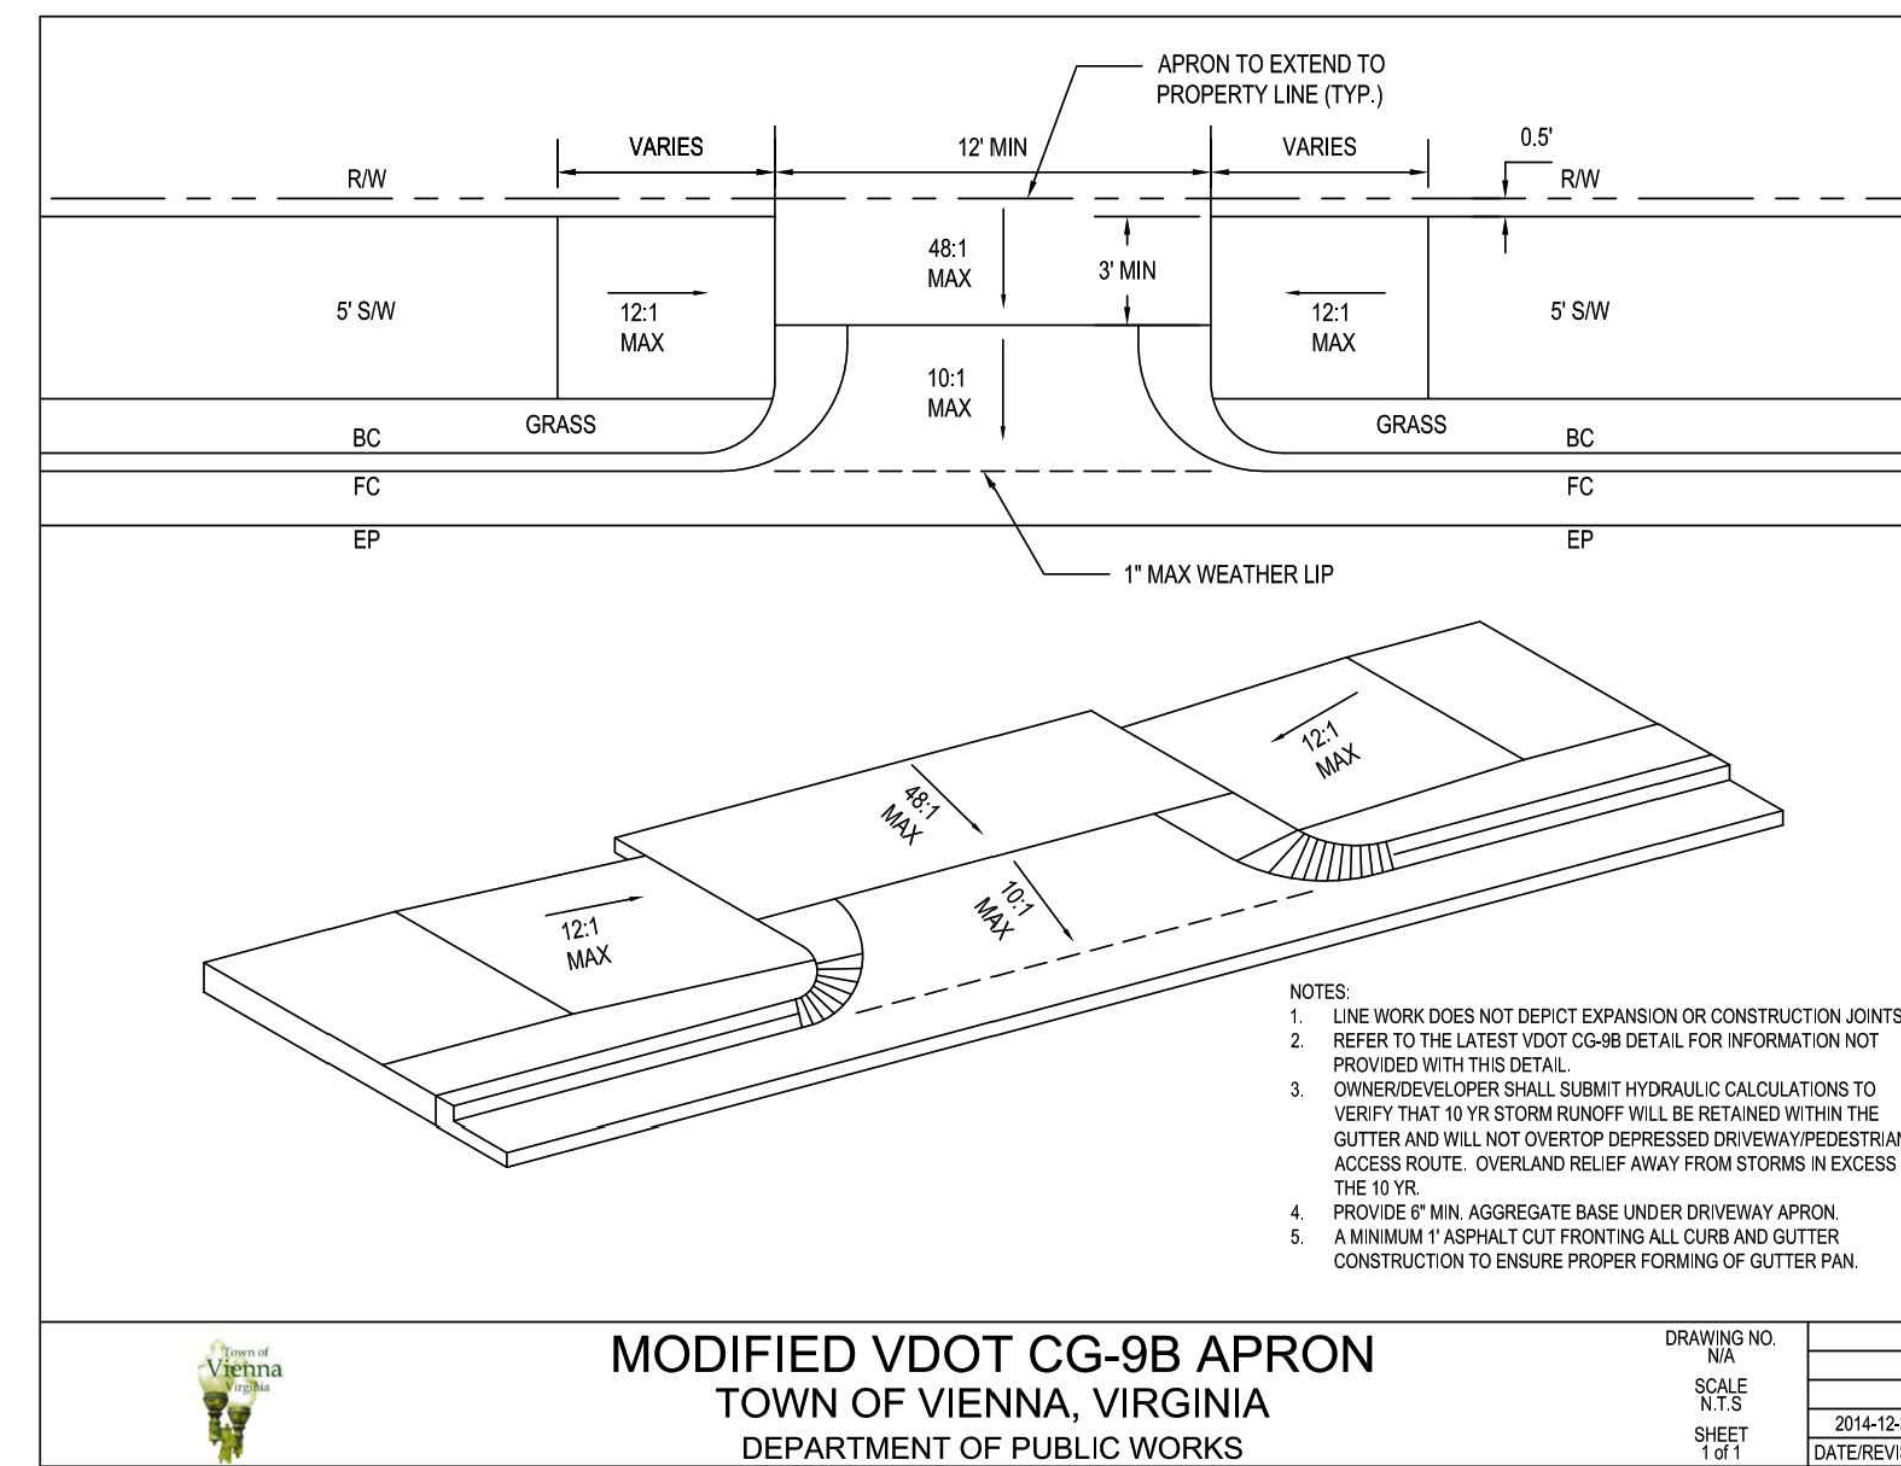 APRON TO EXTEND TO
PROPERTY LINE (TYP.)
VARIES
12' MIN
VARIES
0.5'
R/W
R/W
48:1
MAX
3' MIN
5' S/W
12:1
MAX
12:1
MAX
5' S/W
10:1
MAX
GRASS
GRASS
BC
BC
FC
FC
EP
EP
1" MAX WEATHER LIP
12:1
MAX
48:1
MAX
10:1
MAX
12:1
MAX
NOTES:
1. LINE WORK DOES NOT DEPICT EXPANSION OR CONSTRUCTION JOINTS
2. REFER TO THE LATEST VDOT CG-9B DETAIL FOR INFORMATION NOT
PROVIDED WITH THIS DETAIL.
3. OWNER/DEVELOPER SHALL SUBMIT HYDRAULIC CALCULATIONS TO
VERIFY THAT 10 YR STORM RUNOFF WILL BE RETAINED WITHIN THE
GUTTER AND WILL NOT OVERTOP DEPRESSED DRIVEWAY/PEDESTRIAN
ACCESS ROUTE. OVERLAND RELIEF AWAY FROM STORMS IN EXCESS
THE 10 YR.
4. PROVIDE 6" MIN. AGGREGATE BASE UNDER DRIVEWAY APRON.
5. A MINIMUM 1' ASPHALT CUT FRONTING ALL CURB AND GUTTER
CONSTRUCTION TO ENSURE PROPER FORMING OF GUTTER PAN.
Town of
Vienna
Virginia
MODIFIED VDOT CG-9B APRON
TOWN OF VIENNA, VIRGINIA
DEPARTMENT OF PUBLIC WORKS
DRAWING NO.
N/A
SCALE
N.T.S
SHEET
1 of 1
2014-12-
DATE/REVI